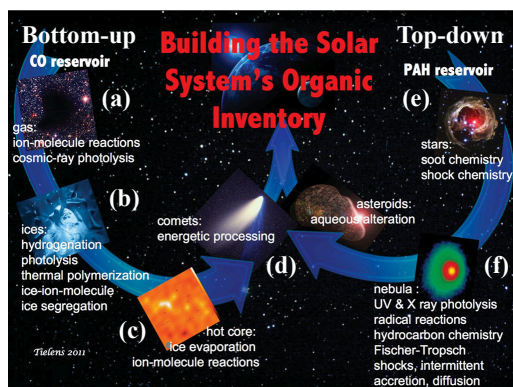 Bottom-up
CO reservoir
Building the Solar
System's Organic
Inventory
Top-down
PAH reservoir
(a)
gas:
ion-molecule reactions
cosmic-ray photolysis
(b)
ices:
hydrogenation
photolysis
thermal polymerization
ice-ion-molecule
ice segregation
(c)
hot core:
ice evaporation
ion-molecule reactions
comets:
energetic processing
(d)
asteroids:
aqueous alteration
(e)
stars:
soot chemistry
shock chemistry
(f)
nebula :
UV & X ray photolysis
radical reactions
hydrocarbon chemistry
Fischer-Tropsch
shocks, intermittent
accretion, diffusion
Tielens 2011